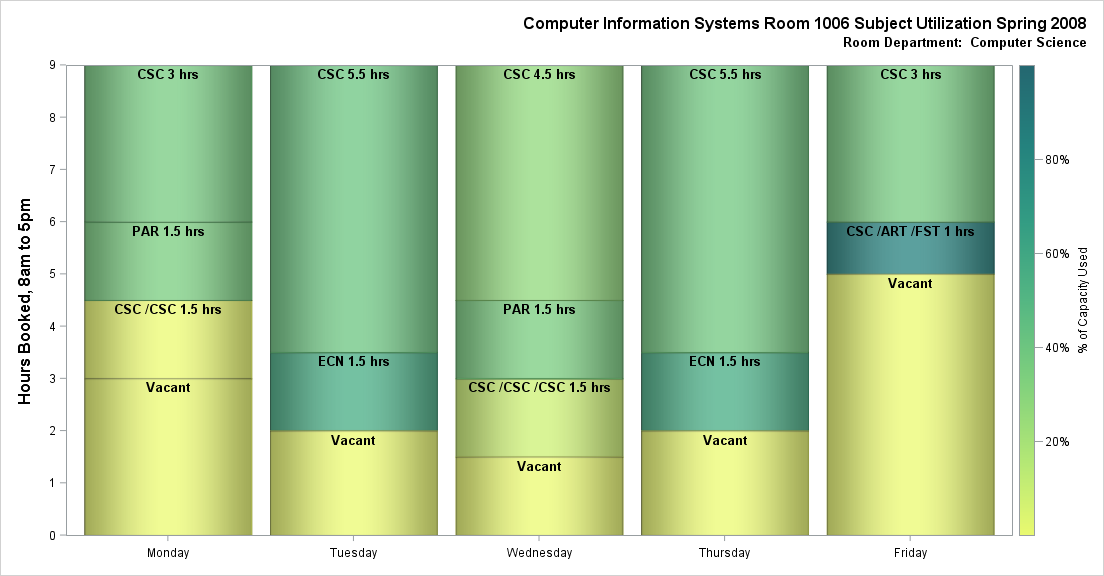 Computer Information Systems Room 1006 Subject Utilization Spring 2008
Room Department:  Computer Science
Hours Booked, 8am to 5pm
9
8
7
6
5
4
3
2
1
0
CSC 3 hrs
PAR 1.5 hrs
CSC /CSC 1.5 hrs
Vacant
CSC 5.5 hrs
ECN 1.5 hrs
Vacant
CSC 4.5 hrs
PAR 1.5 hrs
CSC /CSC /CSC 1.5 hrs
Vacant
CSC 5.5 hrs
ECN 1.5 hrs
Vacant
CSC 3 hrs
CSC /ART /FST 1 hrs
Vacant
Monday
Tuesday
Wednesday
Thursday
Friday
80%
60%
40%
20%
% of Capacity Used